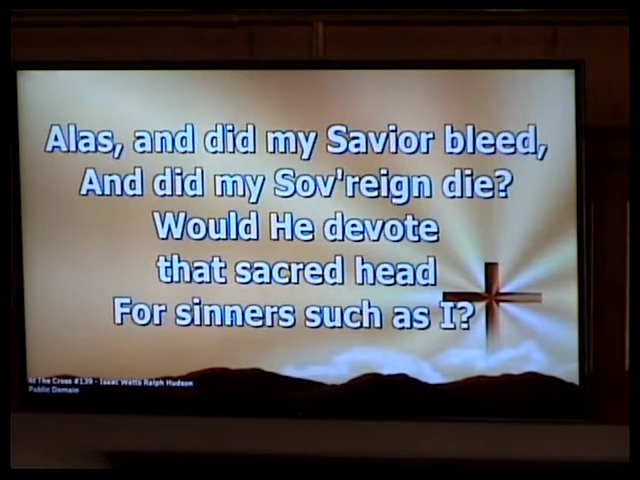 Alas, and did my Savior bleed,
And did my Sov'reign die?
Would He devote
that sacred head
For sinners such as I?
At The Cross #139 - Isaac Watts Ralph Hudson
Public Domain